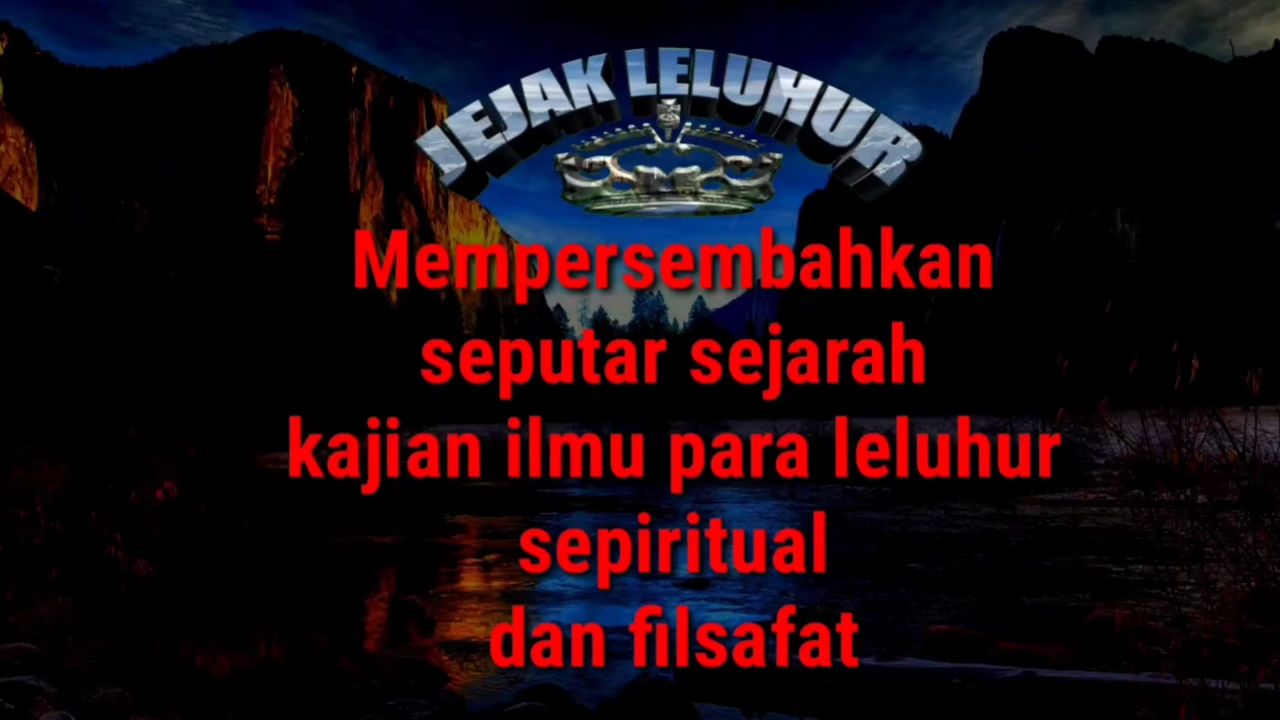 JEJAK LELUHUR
Mempersembahkan
seputar sejarah
kajian ilmu para leluhur
sepiritual
dan filsafat